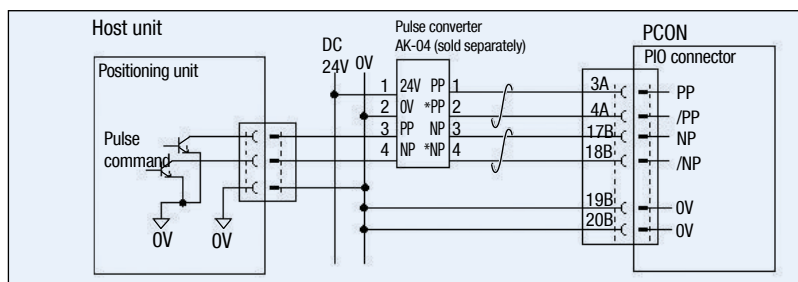 Host unit
Pulse converter
AK-04 (sold separately)
PCON
DC
24V 0V
PIO connector
Positioning unit
1 24V PP 1
2 0V *PP 2
3 PP NP 3
4 NP *NP 4
3A PP
4A /PP
17B NP
18B /NP
Pulse
command
19B 0V
20B 0V
0V 0V